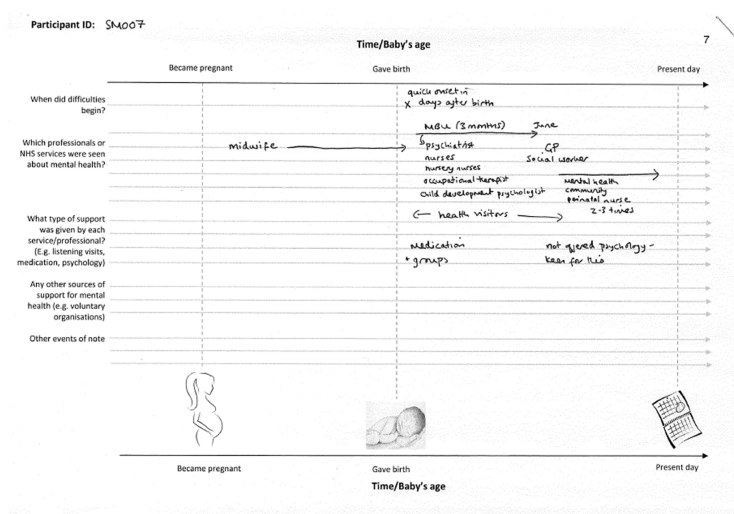 Participant ID: SM007
7
Time/Baby's age
Became pregnant Gave birth Present day
When did difficulties begin?
quick onset in
x days after birth
Which professionals or NHS services were seen about mental health?
midwife
MBU (3 months) June
psychiatrist
nurses
nursery nurses
occupational therapist
child development psychologist
GP
social worker
mental health
community
perinatal nurse
2-3 times
health visitors
What type of support was given by each service/professional? (E.g. listening visits, medication, psychology)
medication
+ groups
not offered psychology -
keen for this
Any other sources of support for mental health (e.g. voluntary organisations)
Other events of note
Became pregnant Gave birth Present day
Time/Baby's age